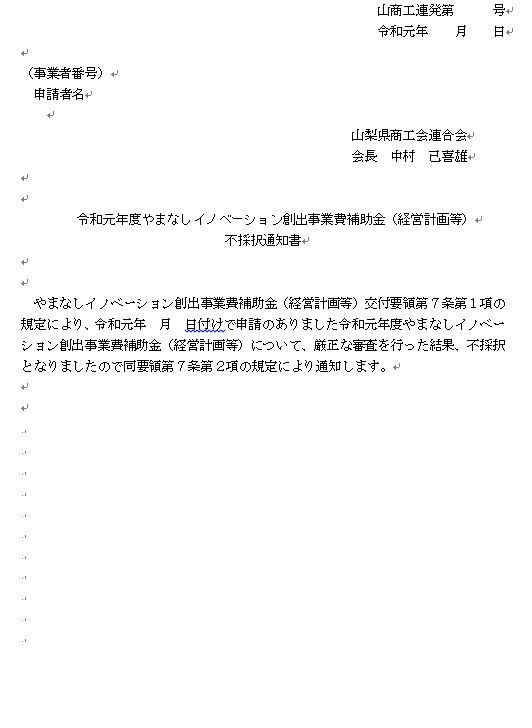 山商工連発第　　　号
令和元年　　月　　日
（事業者番号）
申請者名
山梨県商工会連合会
会長　中村　己喜雄
令和元年度やまなしイノベーション創出事業費補助金（経営計画等）
不採択通知書
やまなしイノベーション創出事業費補助金（経営計画等）交付要領第７条第１項の
規定により、令和元年　月　日付けで申請のありました令和元年度やまなしイノベー
ション創出事業費補助金（経営計画等）について、厳正な審査を行った結果、不採択
となりましたので同要領第７条第２項の規定により通知します。